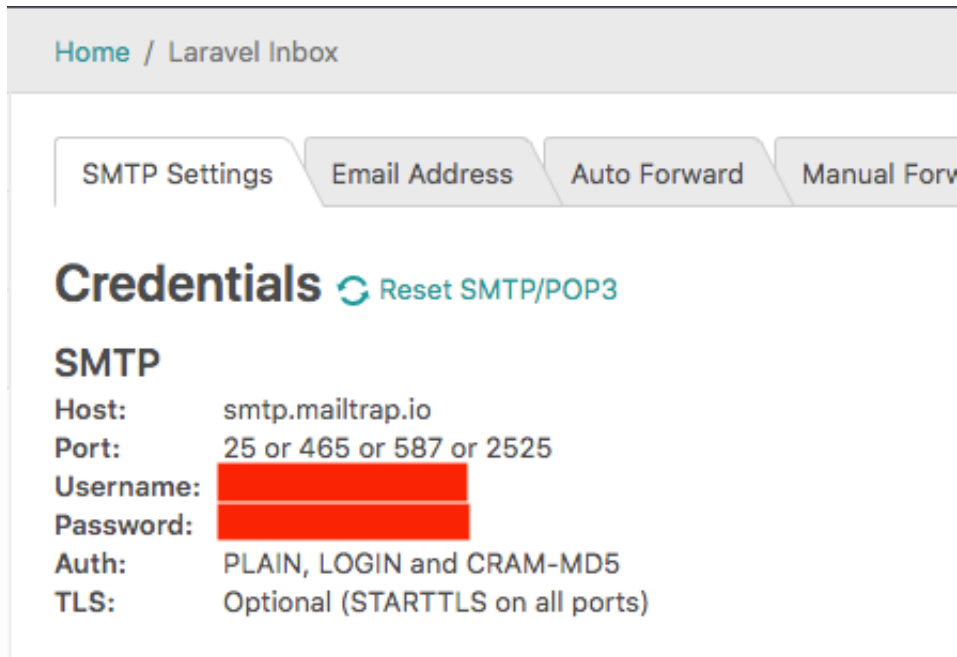 Home / Laravel Inbox
SMTP Settings Email Address Auto Forward Manual Forw
Credentials Reset SMTP/POP3
SMTP
Host: smtp.mailtrap.io
Port: 25 or 465 or 587 or 2525
Username:
Password:
Auth: PLAIN, LOGIN and CRAM-MD5
TLS: Optional (STARTTLS on all ports)